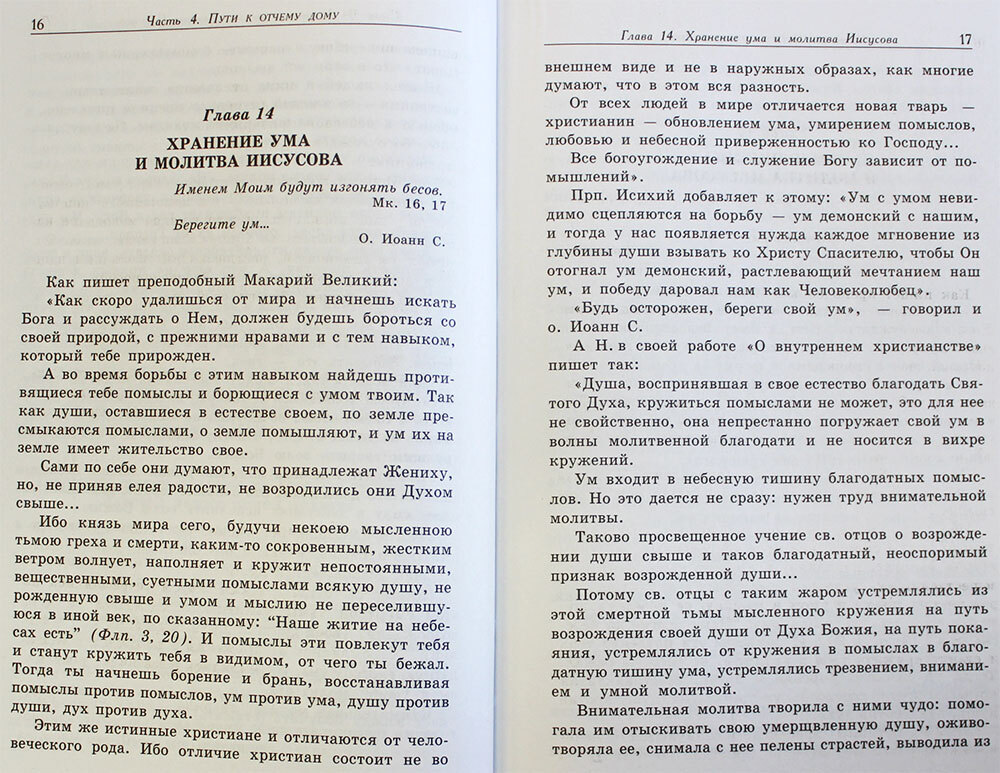 16
Часть 4. Пути к отчему дому
Глава 14
ХРАНЕНИЕ УМА
И МОЛИТВА ИИСУСОВА
Именем Моим будут изгонять бесов.
Мк. 16, 17
Берегите ум...
О. Иоанн С.
Как пишет преподобный Макарий Великий:
«Как скоро удалишься от мира и начнешь искать
Бога и рассуждать о Нем, должен будешь бороться со
своей природой, с прежними нравами и с тем навыком,
который тебе прирожден.
А во время борьбы с этим навыком найдешь проти-
вящиеся тебе помыслы и борющиеся с умом твоим. Так
как души, оставшиеся в естестве своем, по земле пре-
смыкаются помыслами, о земле помышляют, и ум их на
земле имеет жительство свое.
Сами по себе они думают, что принадлежат Жениху,
но, не приняв елея радости, не возродились они Духом
свыше...
Ибо князь мира сего, будучи некоею мысленною
тьмою греха и смерти, каким-то сокровенным, жестким
ветром волнует, наполняет и кружит непостоянными,
вещественными, суетными помыслами всякую душу, не
рожденную свыше и умом и мыслию не переселившу-
юся в иной век, по сказанному: “Наше житие на небе-
сах есть” (Флп. 3, 20). И помыслы эти повлекут тебя
и станут кружить тебя в видимом, от чего ты бежал.
Тогда ты начнешь борение и брань, восстанавливая
помыслы против помыслов, ум против ума, душу против
души, дух против духа.
Этим же истинные христиане и отличаются от чело-
веческого рода. Ибо отличие христиан состоит не во
Глава 14. Хранение ума и молитва Иисусова
17
внешнем виде и не в наружных образах, как многие
думают, что в этом вся разность.
От всех людей в мире отличается новая тварь —
христианин — обновлением ума, умирением помыслов,
любовью и небесной приверженностью ко Господу...
Все богоугождение и служение Богу зависит от по-
мышлений».
Прп. Исихий добавляет к этому: «Ум с умом неви-
димо сцепляются на борьбу — ум демонский с нашим,
и тогда у нас появляется нужда каждое мгновение из
глубины души взывать ко Христу Спасителю, чтобы Он
отогнал ум демонский, растлевающий мечтанием наш
ум, и победу даровал нам как Человеколюбец».
«Будь осторожен, береги свой ум», — говорил и
о. Иоанн С.
А Н. в своей работе «О внутреннем христианстве»
пишет так:
«Душа, воспринявшая в свое естество благодать Свя-
того Духа, кружиться помыслами не может, это для нее
не свойственно, она непрестанно погружает свой ум в
волны молитвенной благодати и не носится в вихре
кружений.
Ум входит в небесную тишину благодатных помыс-
лов. Но это дается не сразу: нужен труд внимательной
молитвы.
Таково просвещенное учение св. отцов о возрожде-
нии души свыше и таков благодатный, неоспоримый
признак возрожденной души...
Потому св. отцы с таким жаром устремлялись из
этой смертной тьмы мысленного кружения на путь
возрождения своей души от Духа Божия, на путь пока-
яния, устремлялись от кружения в помыслах в благо-
датную тишину ума, устремлялись трезвением, внимани-
ем и умной молитвой.
Внимательная молитва творила с ними чудо: помо-
гала им отыскивать свою умерщвленную душу, оживо-
творяла ее, снимала с нее пелены страстей, выводила из